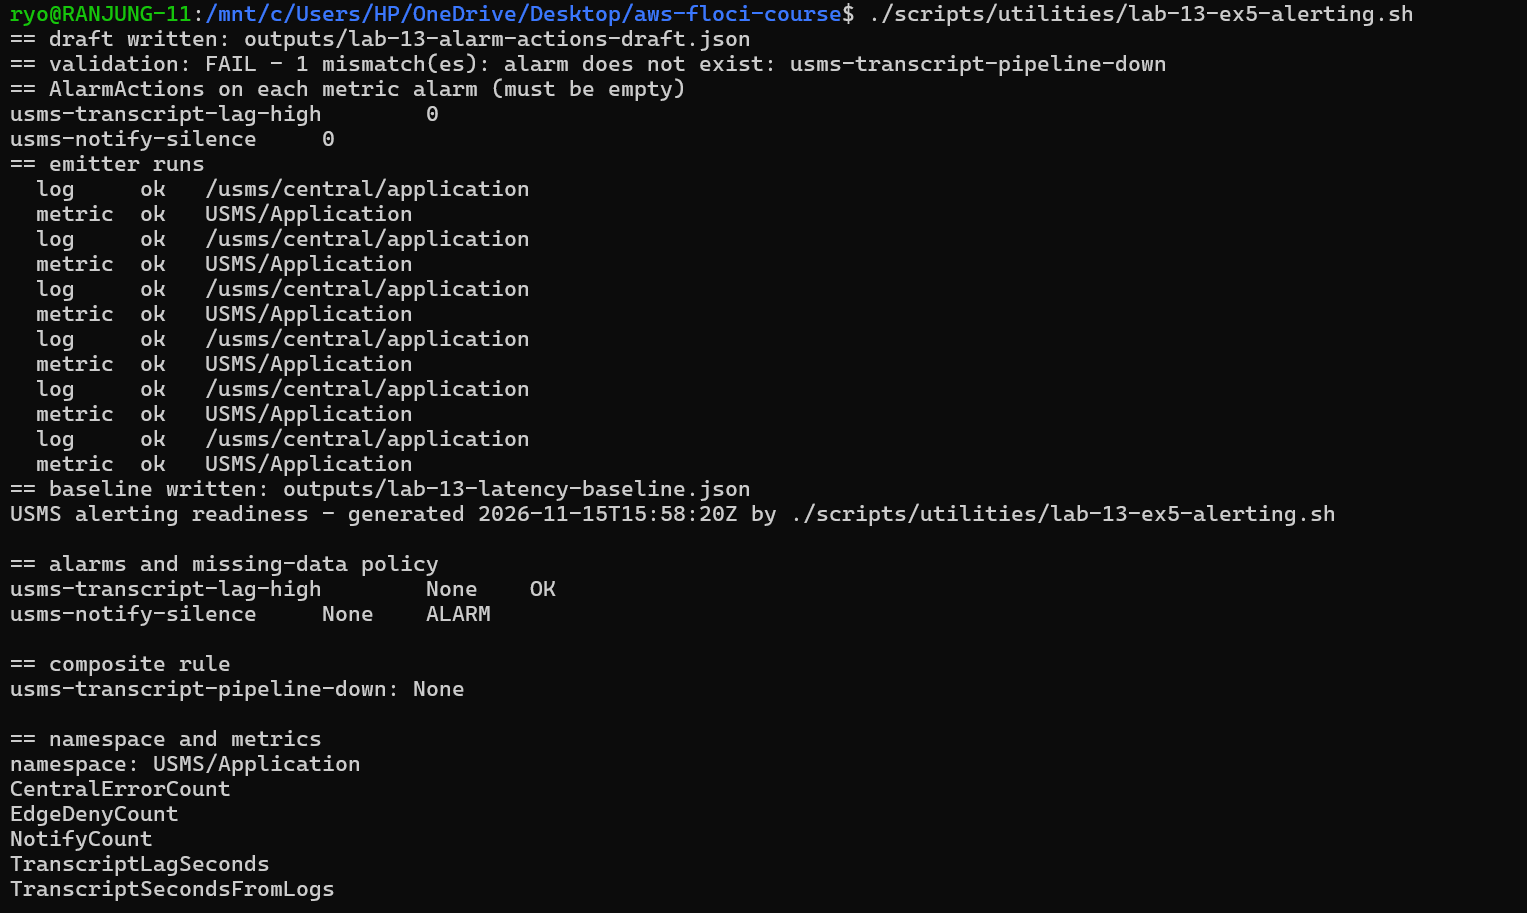 ryo@RANJUNG-11:/mnt/c/Users/HP/OneDrive/Desktop/aws-floci-course$ ./scripts/utilities/lab-13-ex5-alerting.sh
== draft written: outputs/lab-13-alarm-actions-draft.json
== validation: FAIL - 1 mismatch(es): alarm does not exist: usms-transcript-pipeline-down
== AlarmActions on each metric alarm (must be empty)
usms-transcript-lag-high        0
usms-notify-silence     0
== emitter runs
  log     ok   /usms/central/application
  metric  ok   USMS/Application
  log     ok   /usms/central/application
  metric  ok   USMS/Application
  log     ok   /usms/central/application
  metric  ok   USMS/Application
  log     ok   /usms/central/application
  metric  ok   USMS/Application
  log     ok   /usms/central/application
  metric  ok   USMS/Application
  log     ok   /usms/central/application
  metric  ok   USMS/Application
== baseline written: outputs/lab-13-latency-baseline.json
USMS alerting readiness - generated 2026-11-15T15:58:20Z by ./scripts/utilities/lab-13-ex5-alerting.sh

== alarms and missing-data policy
usms-transcript-lag-high        None    OK
usms-notify-silence     None    ALARM

== composite rule
usms-transcript-pipeline-down: None

== namespace and metrics
namespace: USMS/Application
CentralErrorCount
EdgeDenyCount
NotifyCount
TranscriptLagSeconds
TranscriptSecondsFromLogs